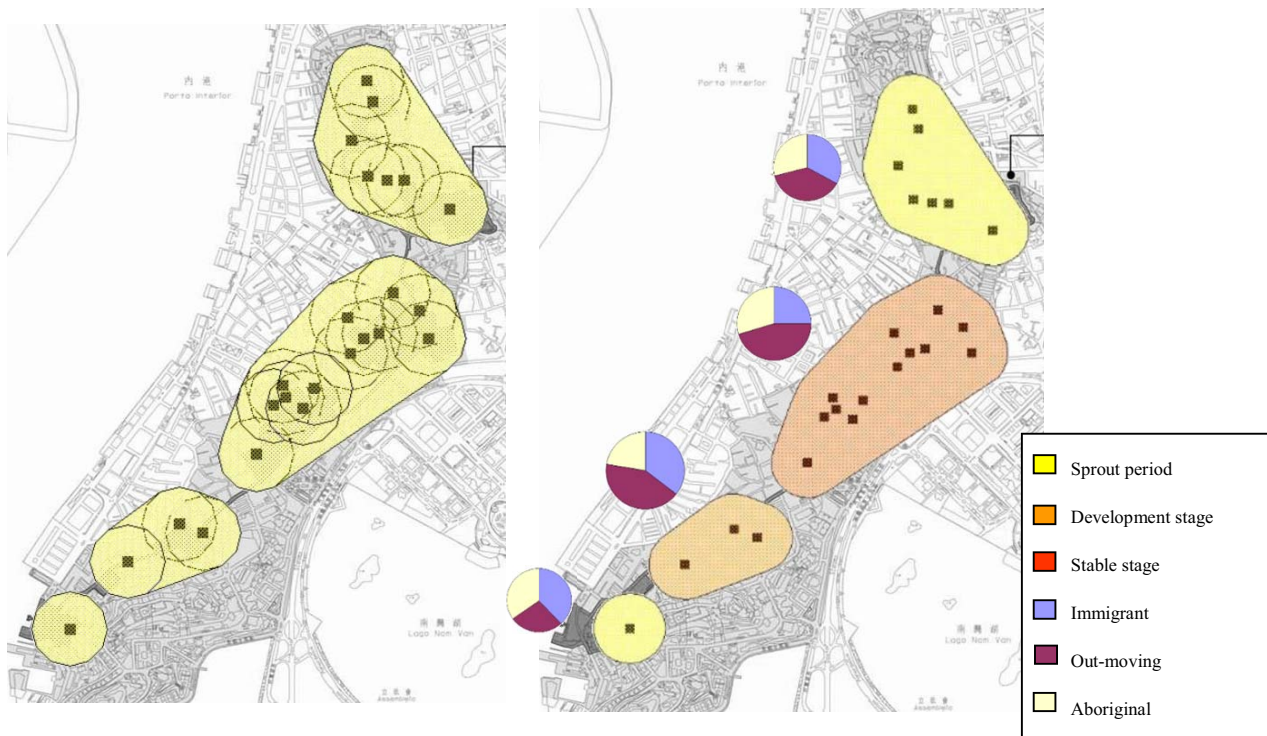 內 港
Porto Interior
南 灣 湖
Lago Nam Van
內 港
Porto Interior
南 灣 湖
Lago Nam Van
Sprout period
Development stage
Stable stage
Immigrant
Out-moving
Aboriginal